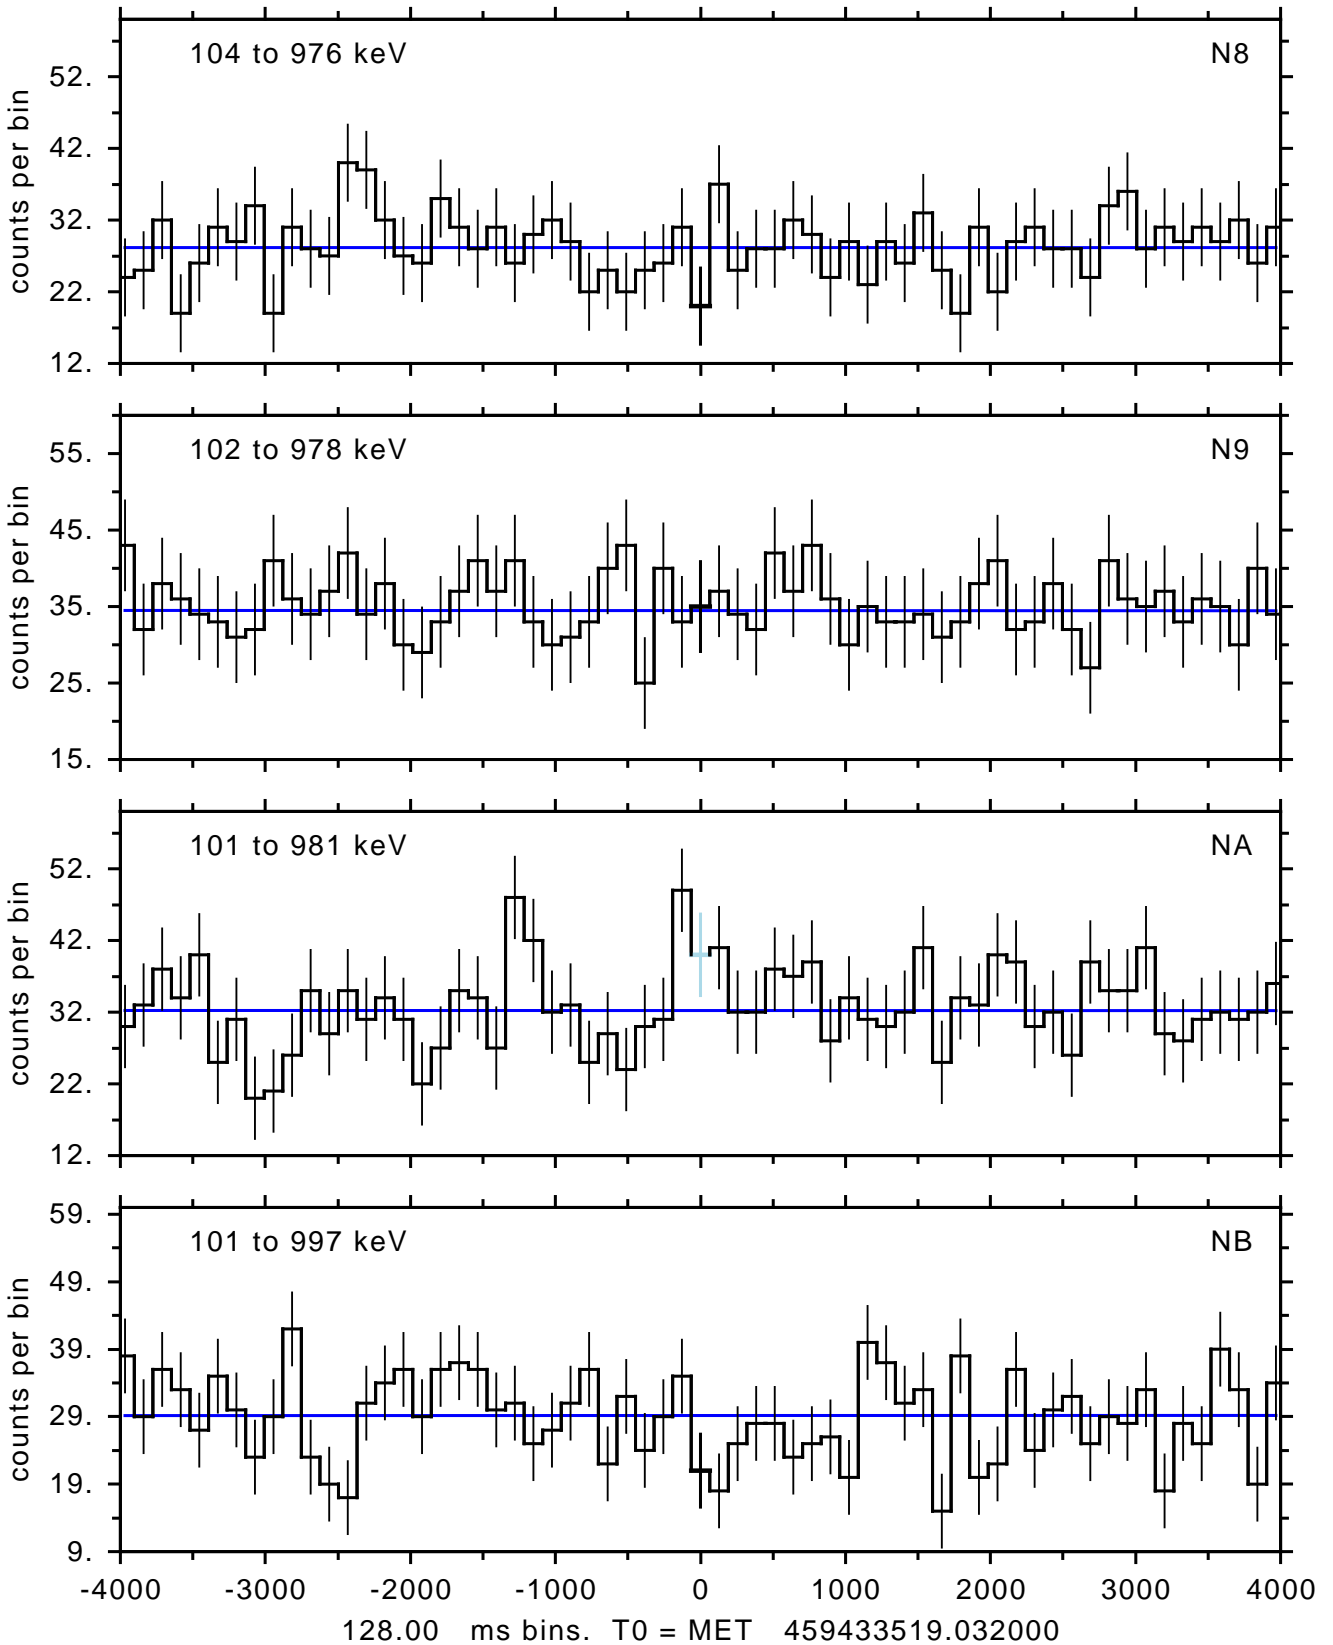 104 to 976 keV N8
52.
42.
32.
22.
12.
counts per bin
102 to 978 keV N9
55.
45.
35.
25.
15.
counts per bin
101 to 981 keV NA
52.
42.
32.
22.
12.
counts per bin
101 to 997 keV NB
59.
49.
39.
29.
19.
9.
counts per bin
-4000 -3000 -2000 -1000 0 1000 2000 3000 4000
128.00 ms bins. T0 = MET 459433519.032000